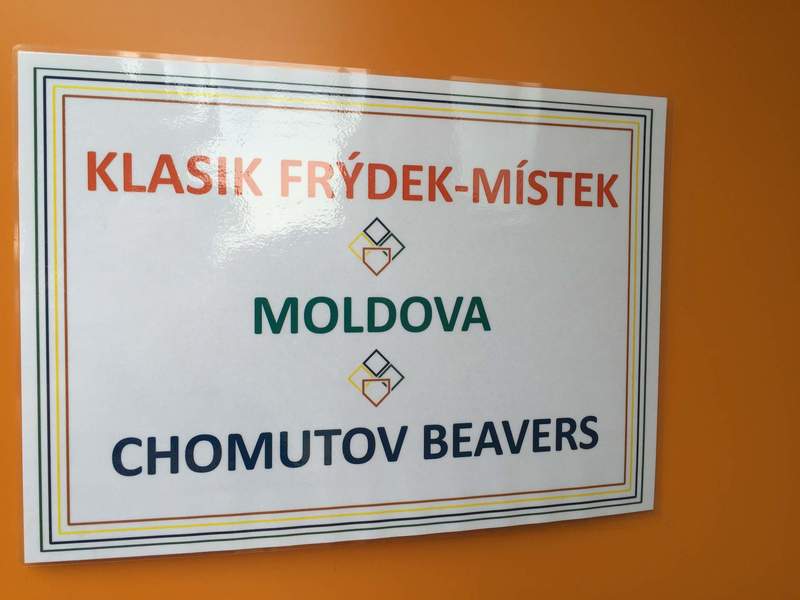 KLASIK FRÝDEK-MÍSTEK
MOLDOVA
CHOMUTOV BEAVERS